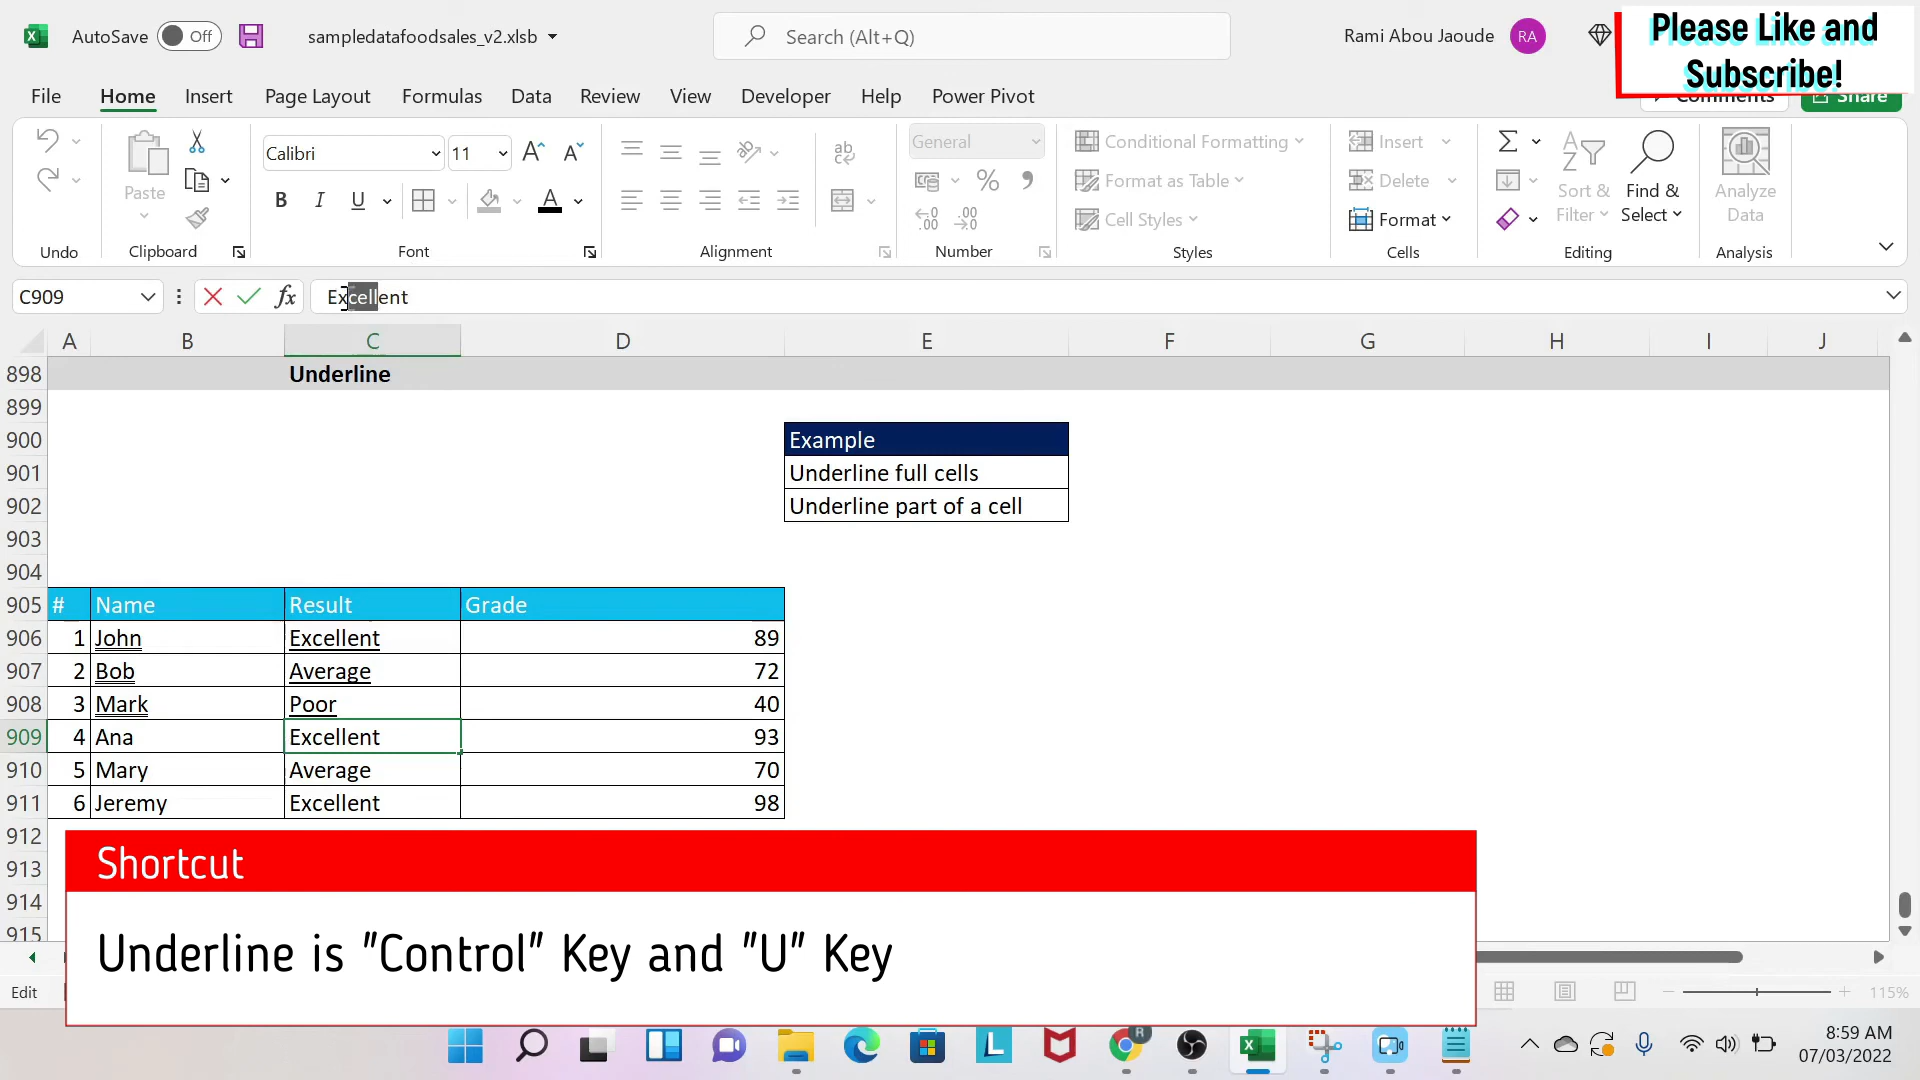 AutoSave Off sampledatafoodsales_v2.xlsb Search (Alt+Q) Rami Abou Jaoude RA
Please Like and
Subscribe!
File Home Insert Page Layout Formulas Data Review View Developer Help Power Pivot Comments Share
Calibri 11 General Conditional Formatting Insert
Paste Format as Table Delete Sort & Find & Analyze
Cell Styles Format Filter Select Data
Undo Clipboard Font Alignment Number Styles Cells Editing Analysis
C909 fx Excellent
A B C D E F G H I J
898 Underline
899
900 Example
901 Underline full cells
902 Underline part of a cell
903
904
905 # Name Result Grade
906 1 John Excellent 89
907 2 Bob Average 72
908 3 Mark Poor 40
909 4 Ana Excellent 93
910 5 Mary Average 70
911 6 Jeremy Excellent 98
912
913 Shortcut
914
915
Underline is "Control" Key and "U" Key
Edit 115%
8:59 AM
07/03/2022